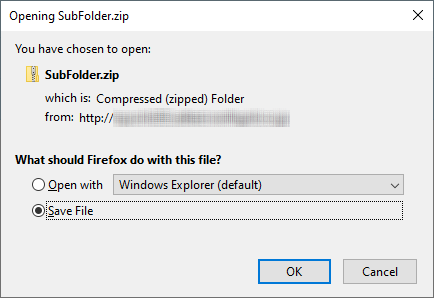 Opening SubFolder.zip
You have chosen to open:
SubFolder.zip
which is: Compressed (zipped) Folder
from: http://
What should Firefox do with this file?
Open with Windows Explorer (default)
Save File
OK Cancel